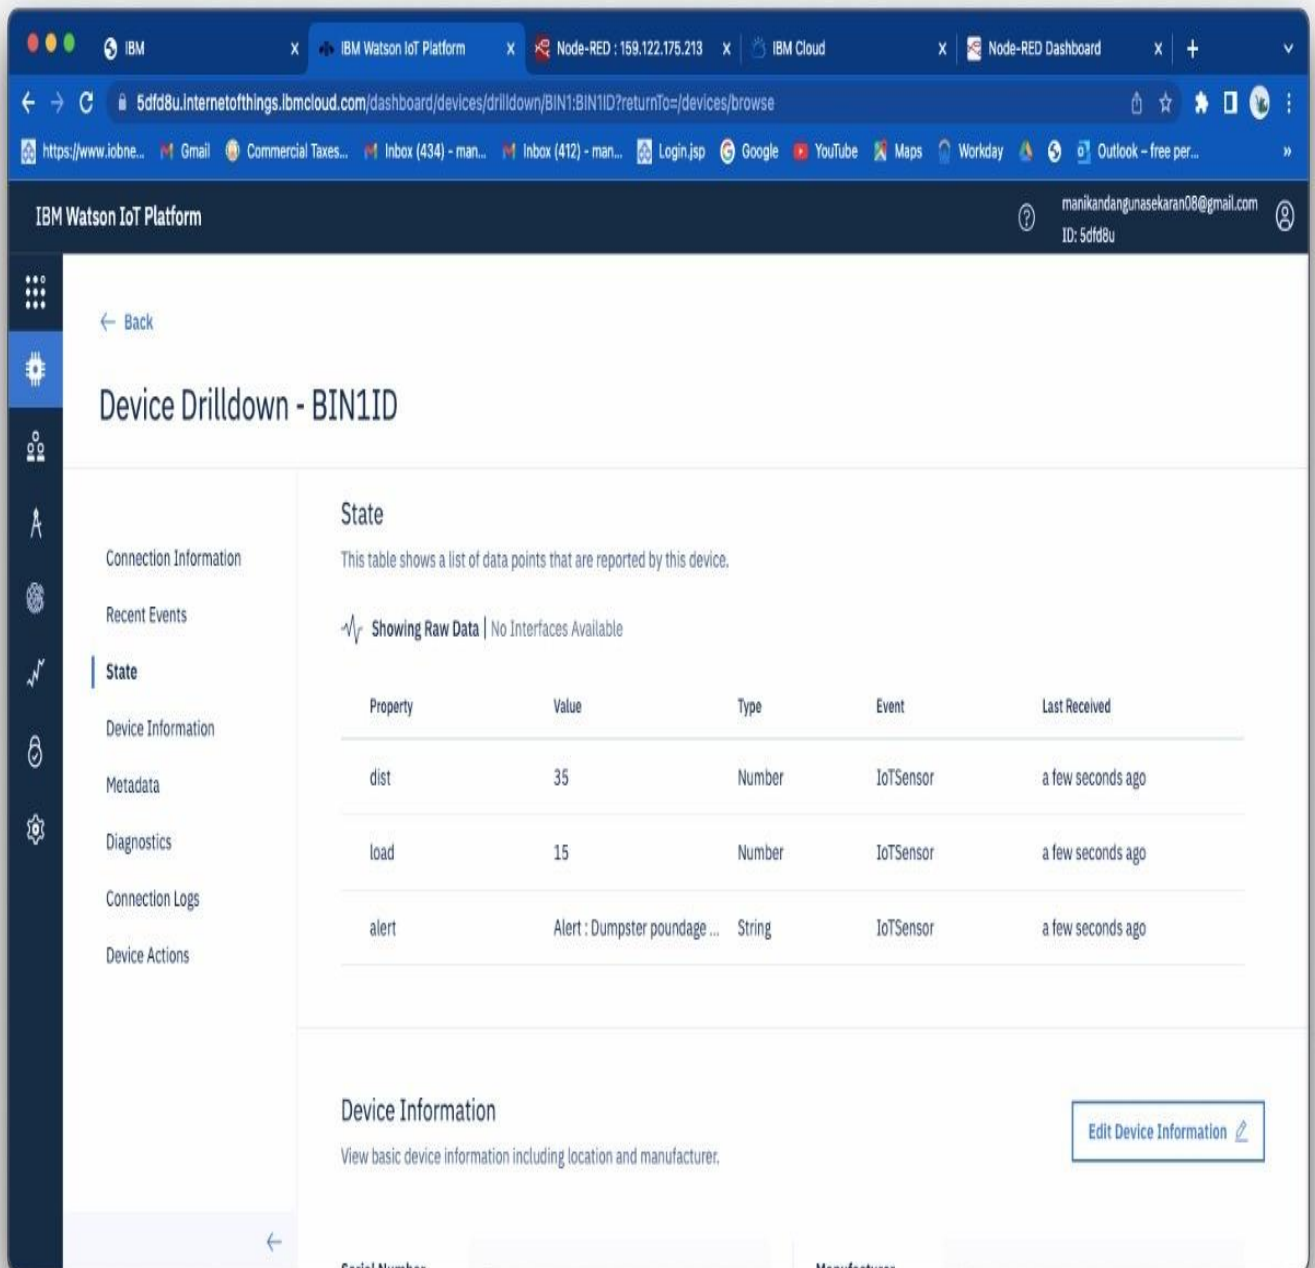 IBM
IBM Watson IoT Platform
Node-RED : 159.122.175.213
IBM Cloud
Node-RED Dashboard
5dfd8u.internetofthings.ibmcloud.com/dashboard/devices/drilldown/BIN1:BIN1ID?returnTo=/devices/browse
https://www.iobne... Gmail Commercial Taxes... Inbox (434) – man... Inbox (412) – man... Login.jsp Google YouTube Maps Workday Outlook – free per... »
IBM Watson IoT Platform
manikandangunasekaran08@gmail.com
ID: 5dfd8u
← Back
Device Drilldown - BIN1ID
Connection Information
Recent Events
State
Device Information
Metadata
Diagnostics
Connection Logs
Device Actions
State
This table shows a list of data points that are reported by this device.
Showing Raw Data | No Interfaces Available
Property Value Type Event Last Received
dist 35 Number IoTSensor a few seconds ago
load 15 Number IoTSensor a few seconds ago
alert Alert : Dumpster poundage ... String IoTSensor a few seconds ago
Device Information
Edit Device Information
View basic device information including location and manufacturer.
Serial Number Manufacturer